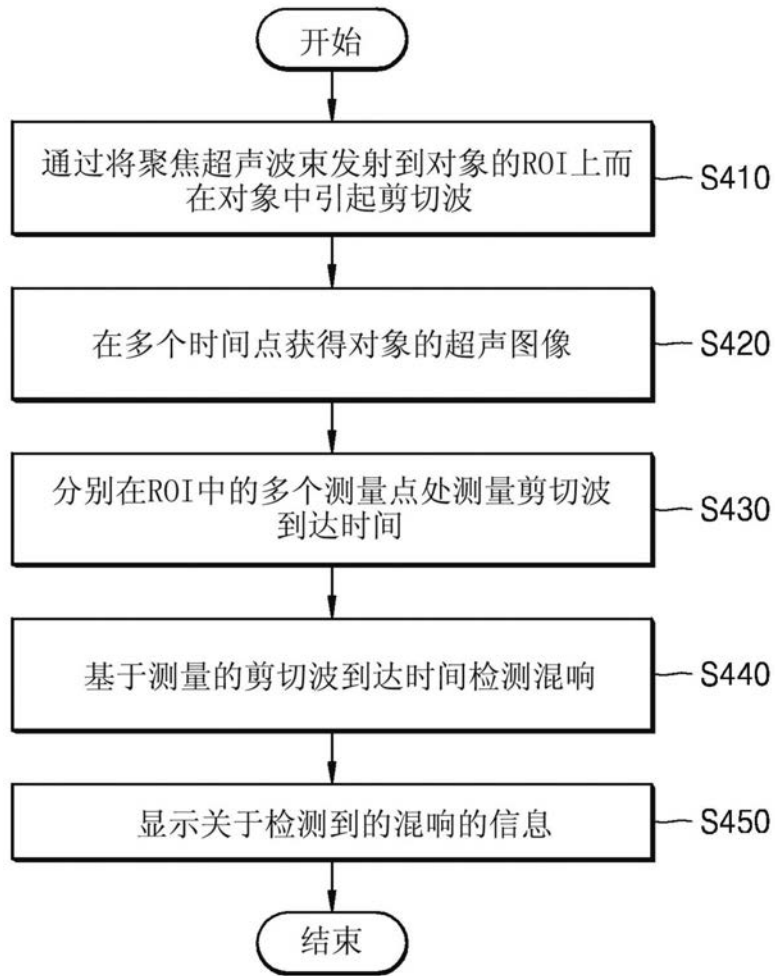 开始
通过将聚焦超声波束发射到对象的ROI上而
在对象中引起剪切波
S410
在多个时间点获得对象的超声图像
S420
分别在ROI中的多个测量点处测量剪切波
到达时间
S430
基于测量的剪切波到达时间检测混响
S440
显示关于检测到的混响的信息
S450
结束